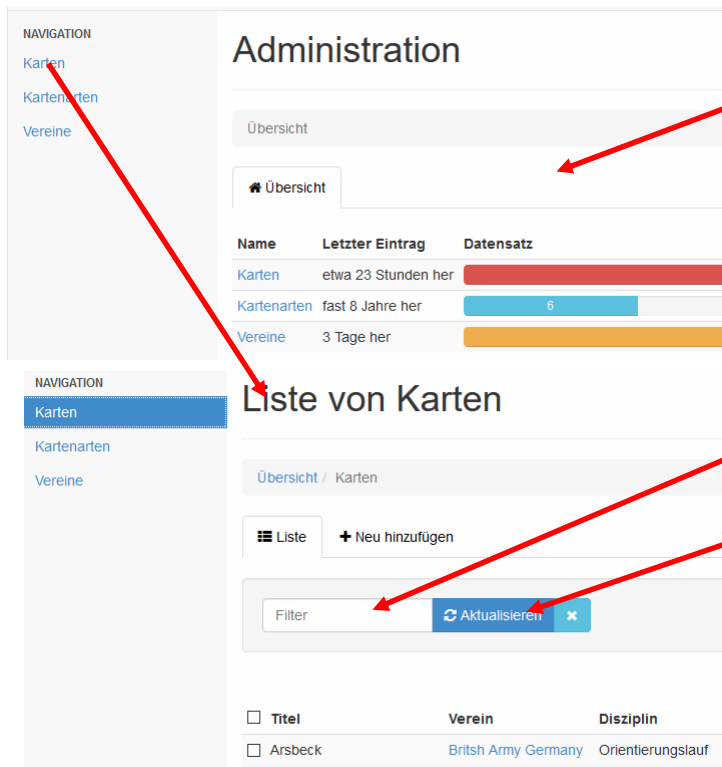 NAVIGATION
Karten
Kartenarten
Vereine
Administration
Übersicht
Übersicht
Name Letzter Eintrag Datensatz
Karten etwa 23 Stunden her
Kartenarten fast 8 Jahre her 6
Vereine 3 Tage her
NAVIGATION
Karten
Kartenarten
Vereine
Liste von Karten
Übersicht / Karten
Liste + Neu hinzufügen
Filter Aktualisieren ×
Titel Verein Disziplin
Arsbeck Britsh Army Germany Orientierungslauf